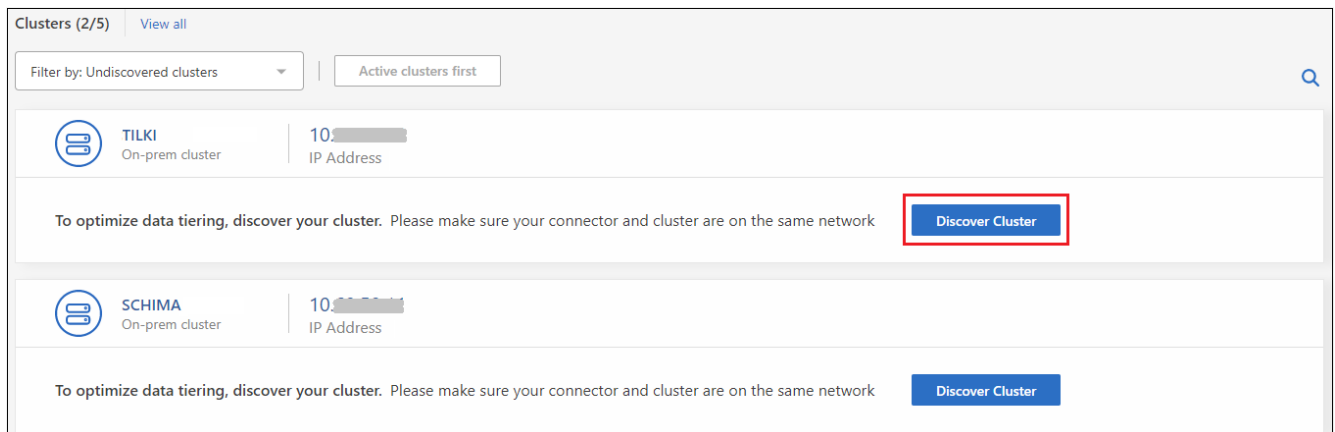 Clusters (2/5) View all
Filter by: Undiscovered clusters Active clusters first
TILKI 10.
On-prem cluster IP Address
To optimize data tiering, discover your cluster. Please make sure your connector and cluster are on the same network Discover Cluster
SCHIMA 10.
On-prem cluster IP Address
To optimize data tiering, discover your cluster. Please make sure your connector and cluster are on the same network Discover Cluster